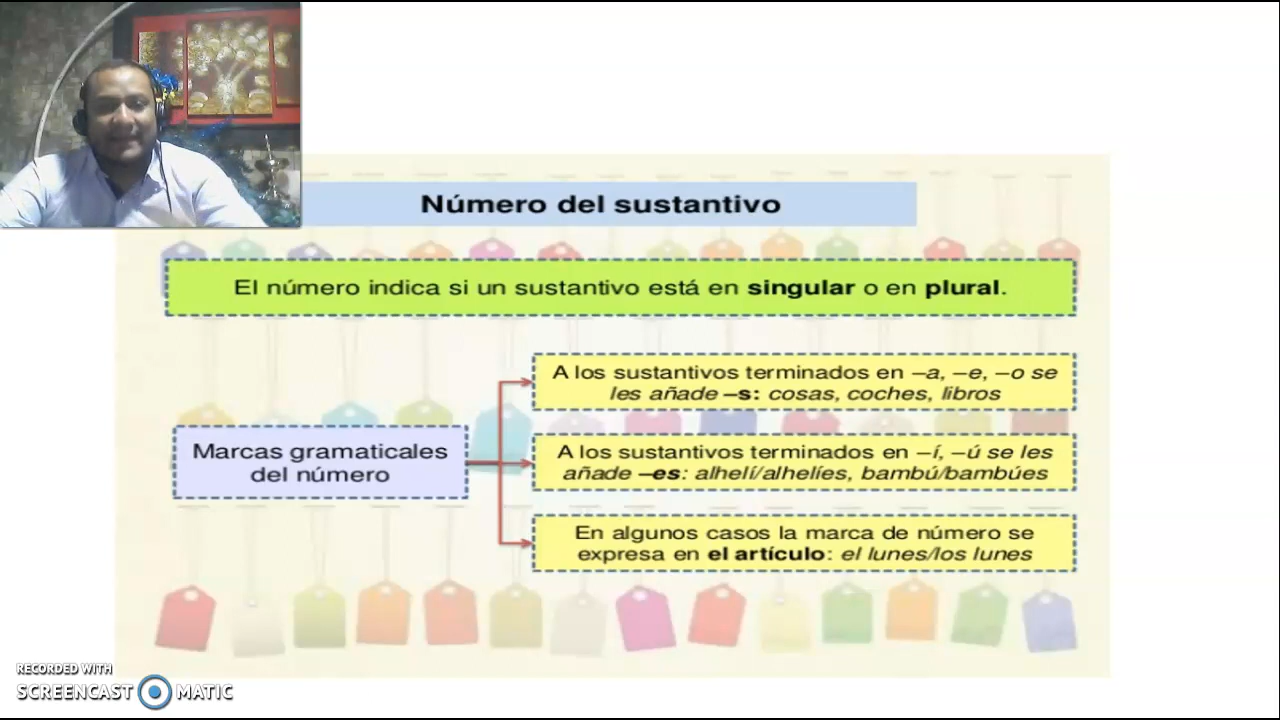 Número del sustantivo
El número indica si un sustantivo está en singular o en plural.
A los sustantivos terminados en –a, –e, –o se
les añade –s: cosas, coches, libros
Marcas gramaticales
del número
A los sustantivos terminados en –í, –ú se les
añade –es: alhelí/alhelíes, bambú/bambúes
En algunos casos la marca de número se
expresa en el artículo: el lunes/los lunes
RECORDED WITH
SCREENCAST MATIC